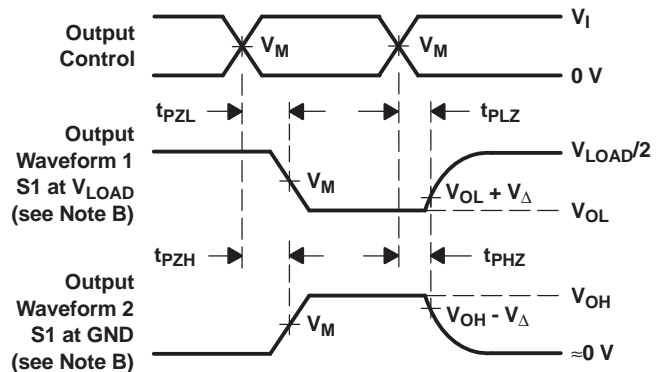 Output
Control
V_I
V_M
V_M
0 V
t_PZL
t_PLZ
Output
Waveform 1
S1 at V_LOAD
(see Note B)
V_LOAD/2
V_M
V_OL + V_Δ
V_OL
t_PZH
t_PHZ
Output
Waveform 2
S1 at GND
(see Note B)
V_OH
V_M
V_OH - V_Δ
≈0 V